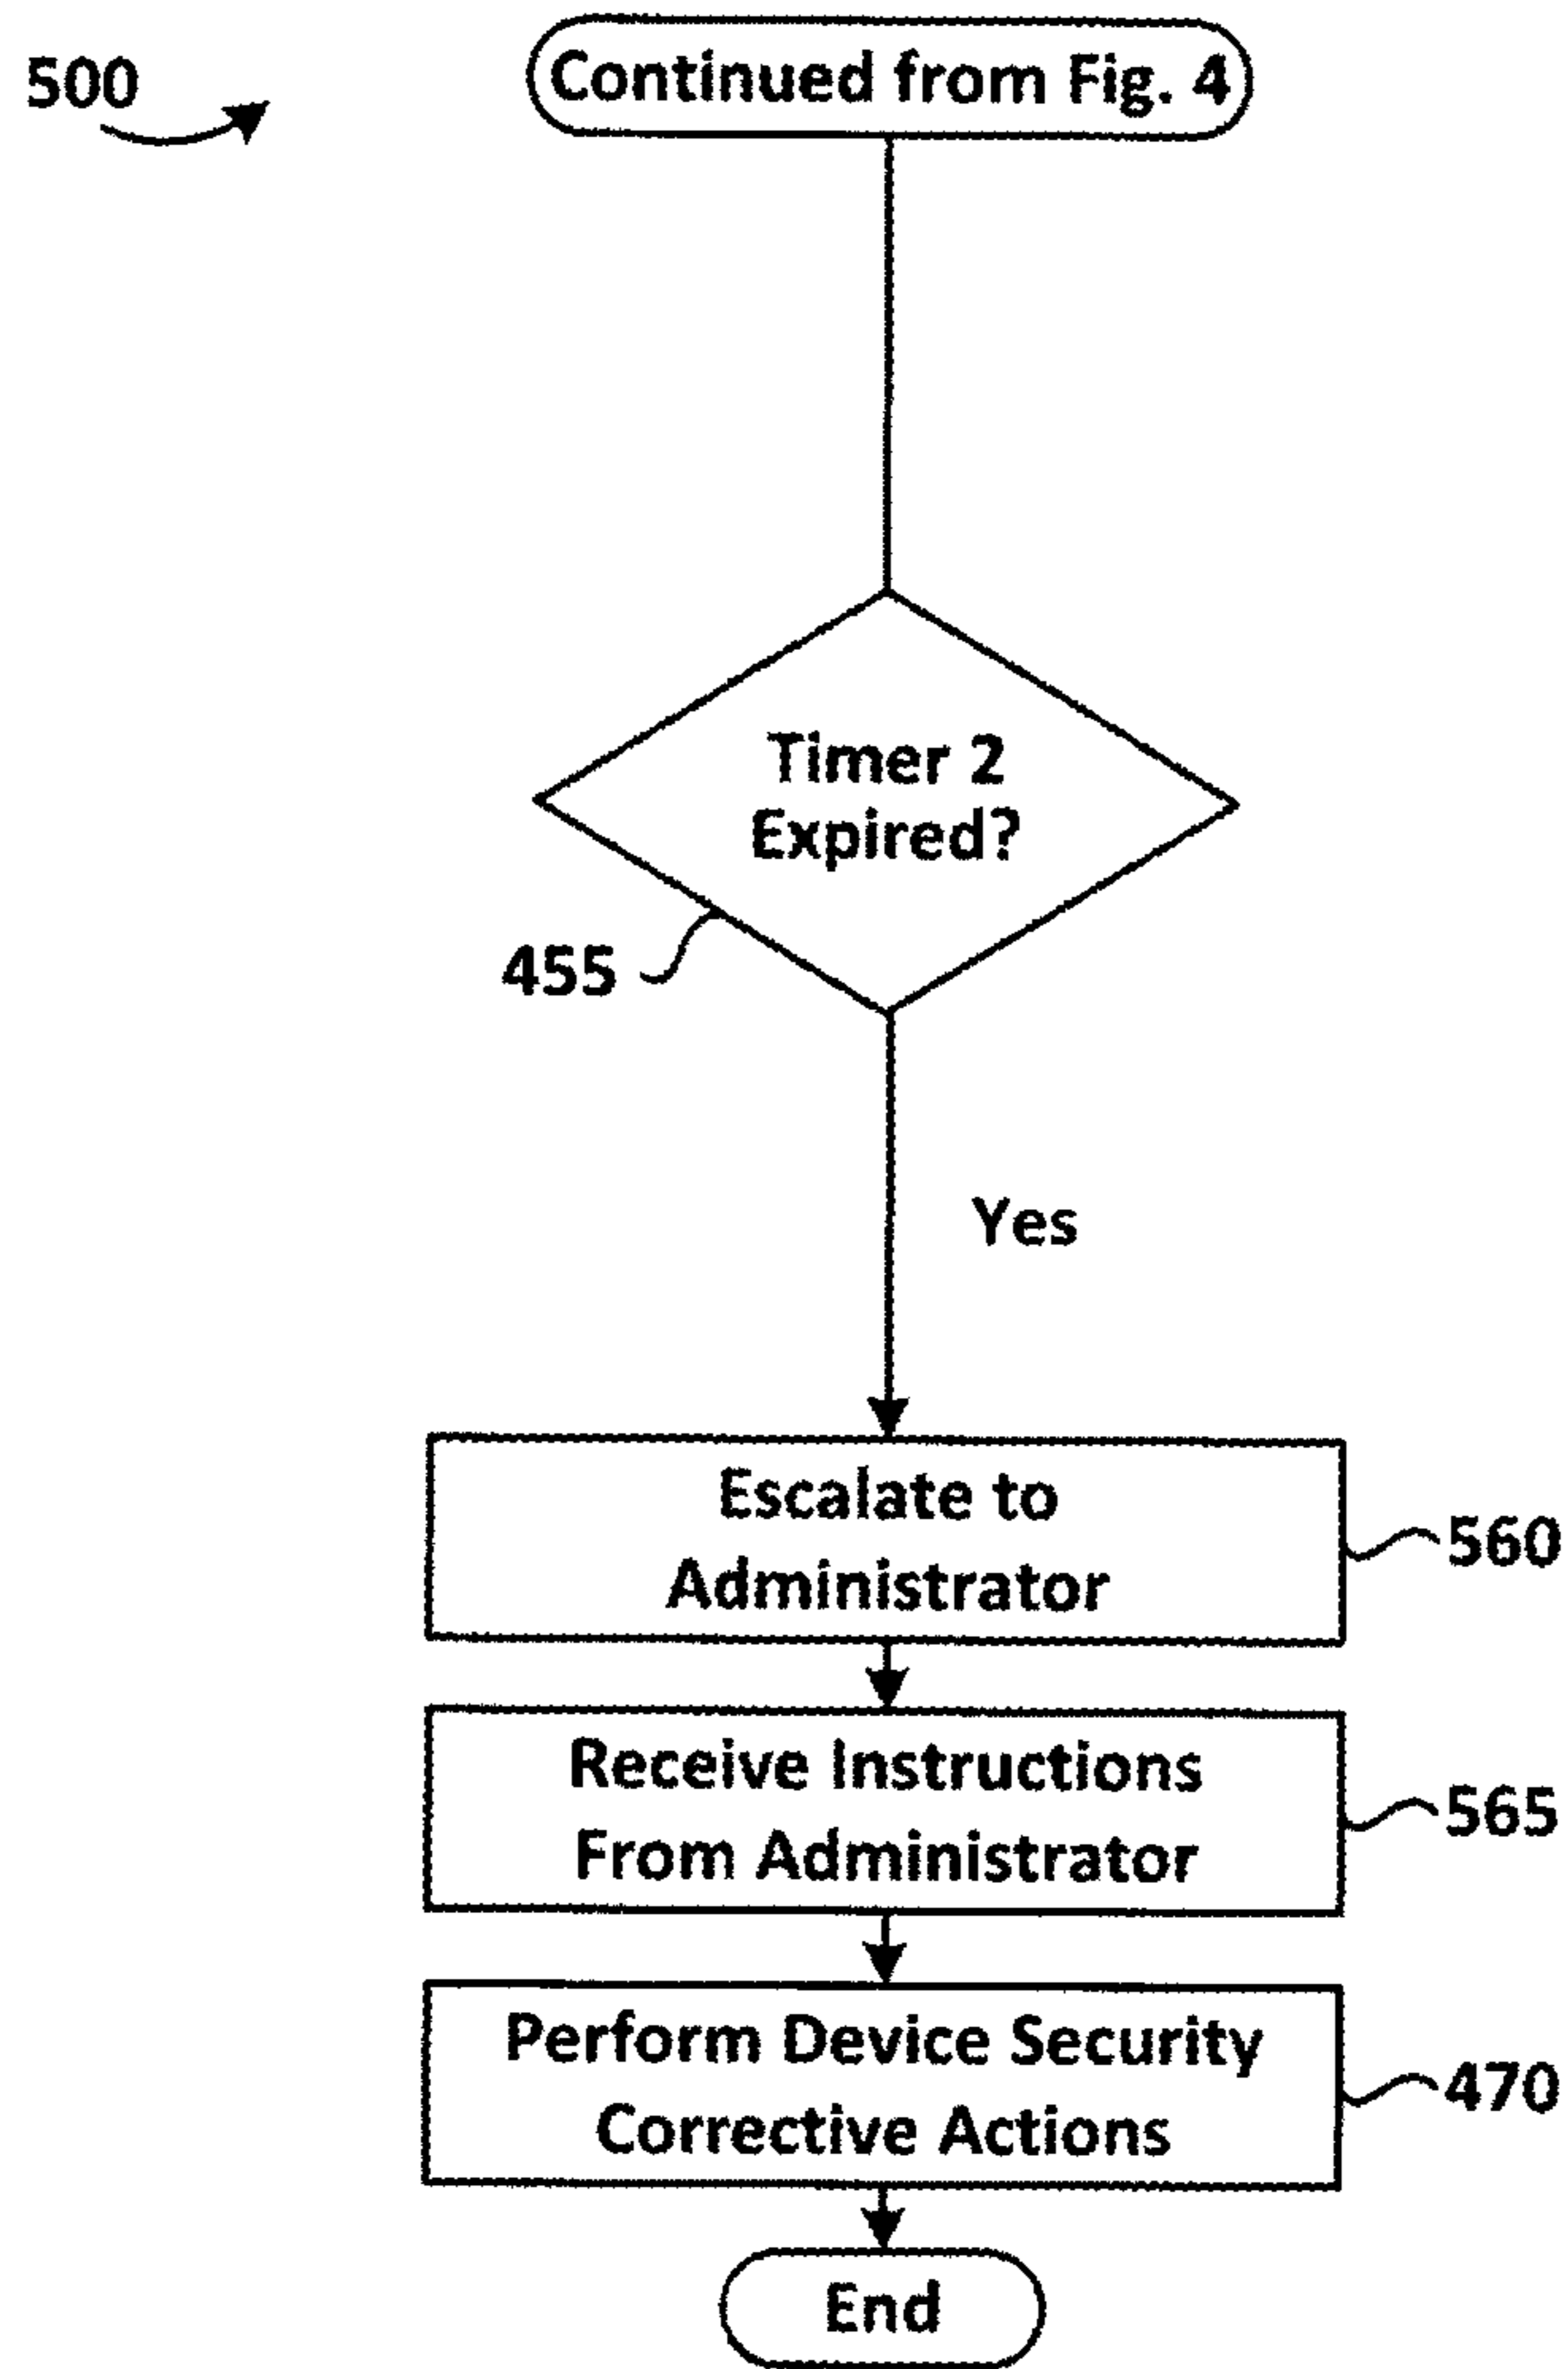 500
Continued from Fig. 4
Timer 2
Expired?
455
Yes
Escalate to
Administrator
560
Receive Instructions
From Administrator
565
Perform Device Security
Corrective Actions
470
End